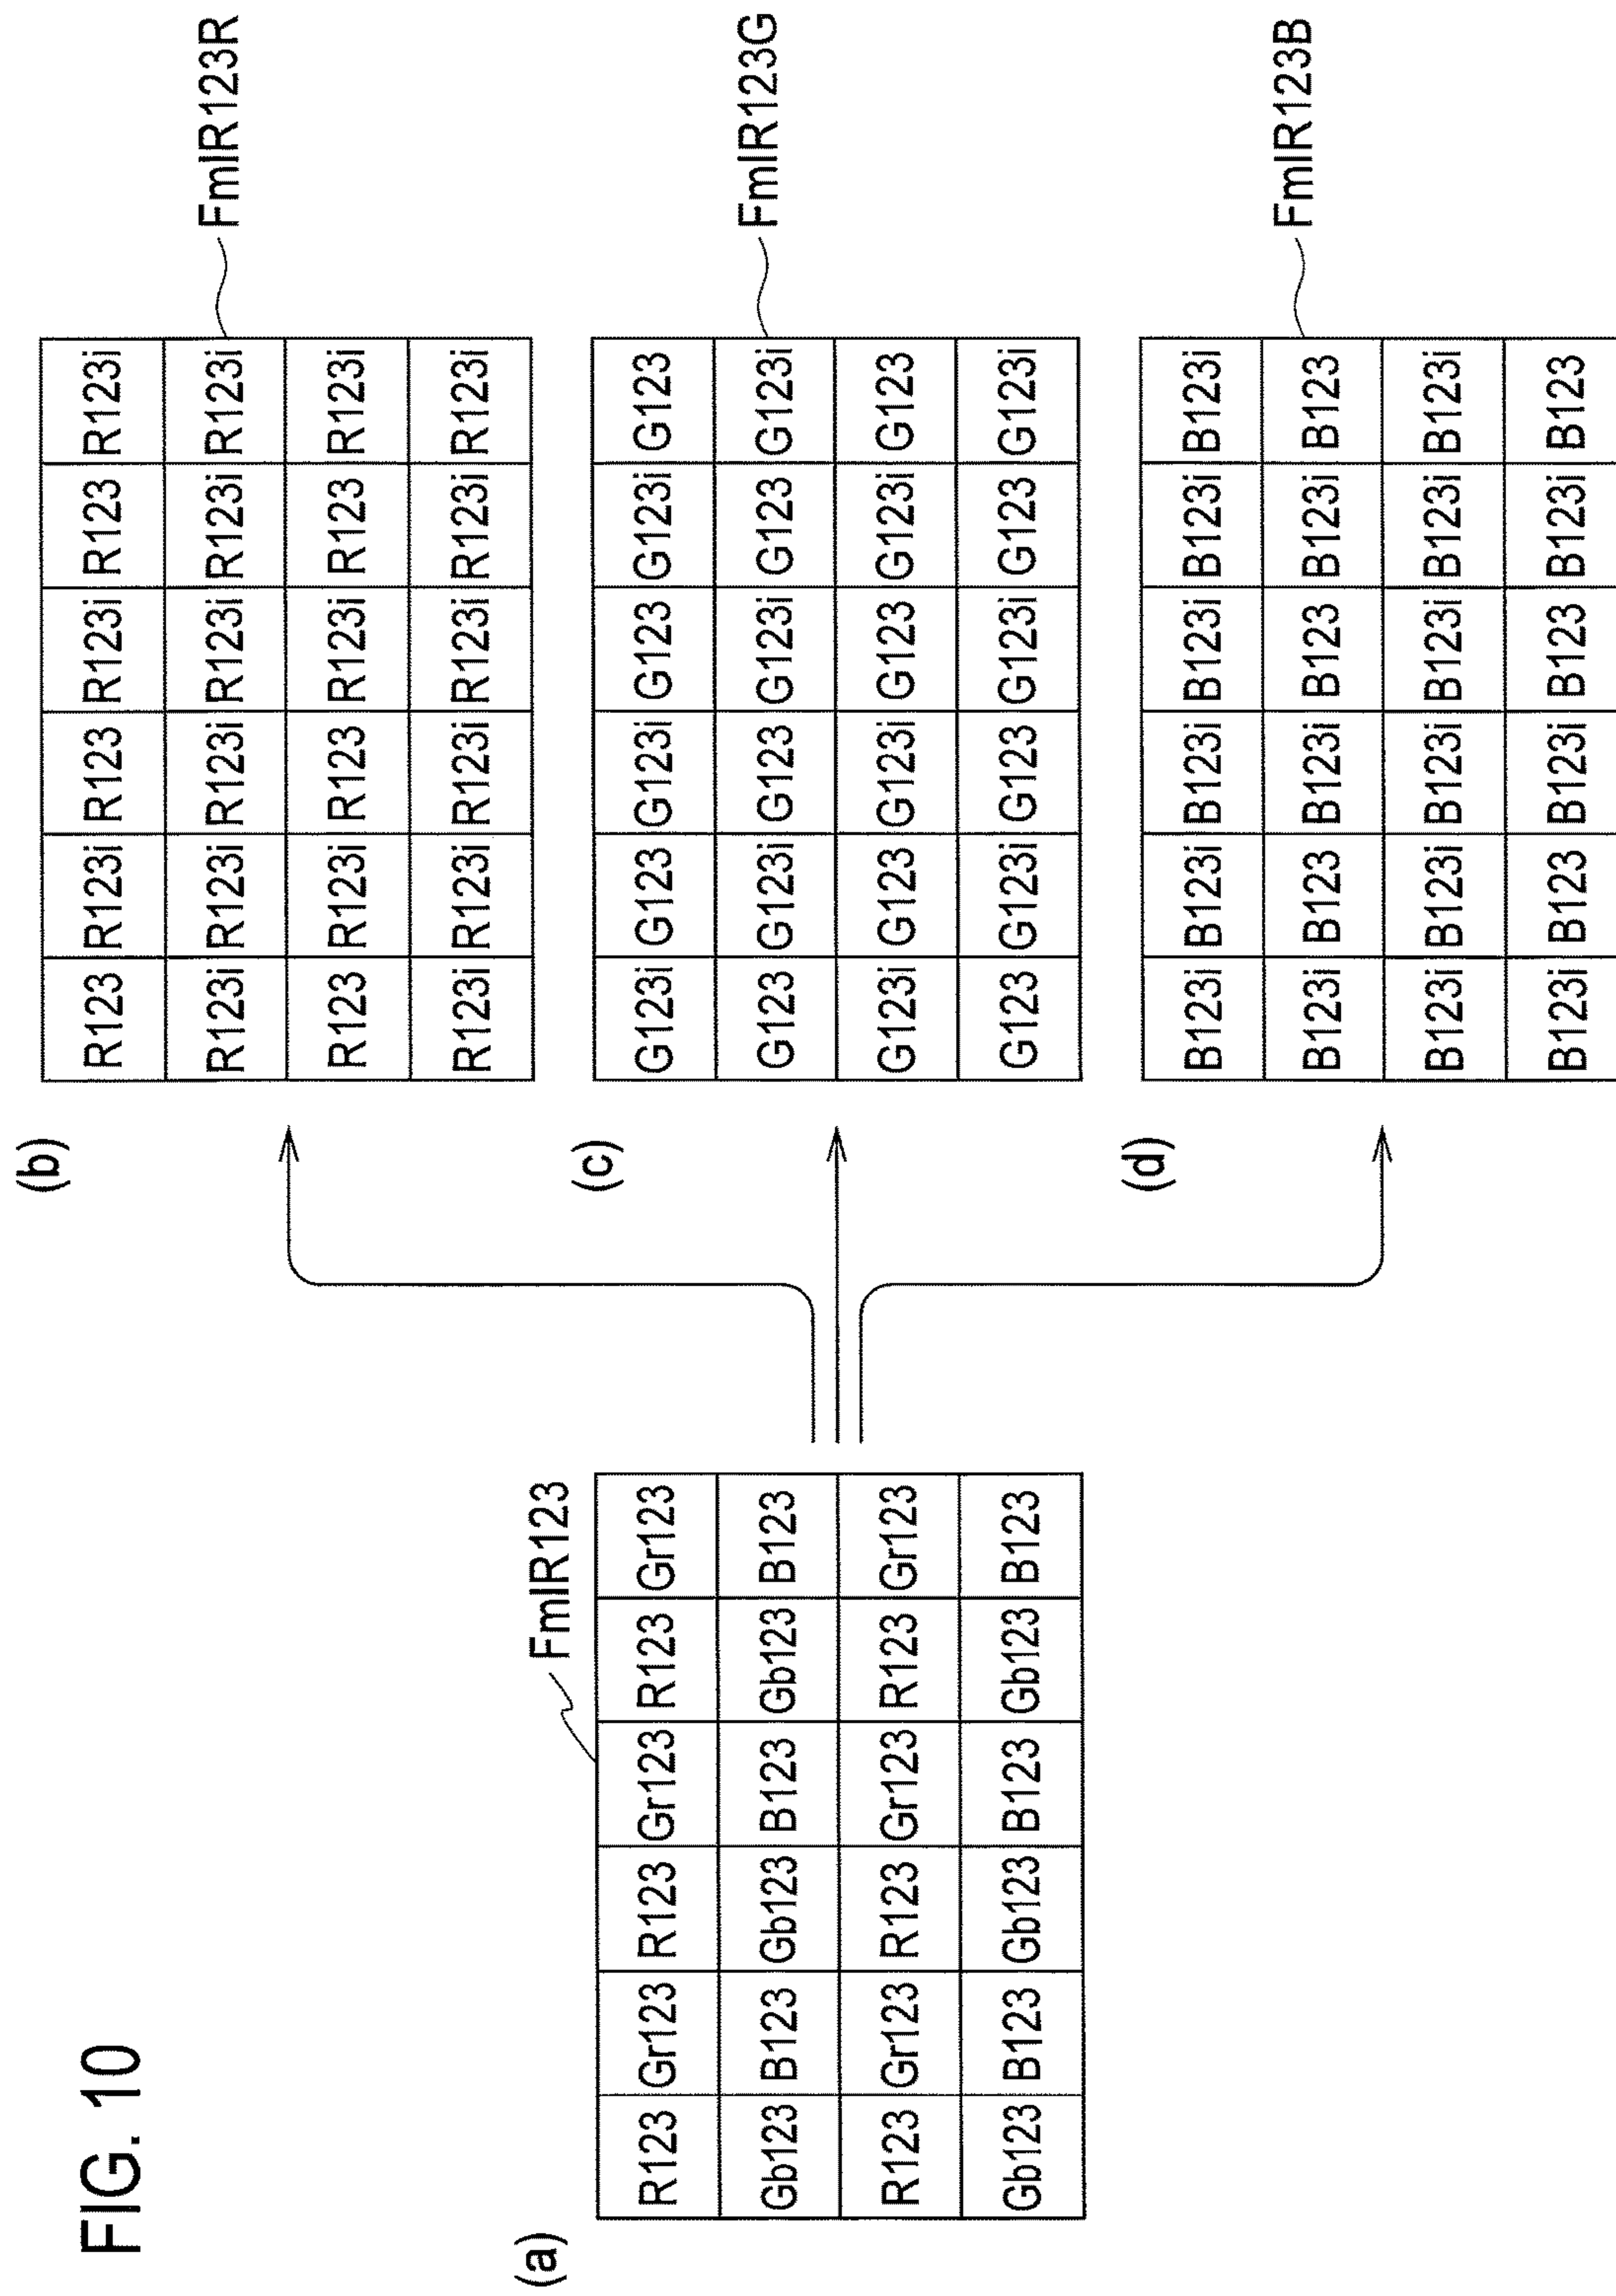 FIG. 10
(a)
FmIR123
R123 Gr123 R123 Gr123 R123 Gr123
Gb123 B123 Gb123 B123 Gb123 B123
R123 Gr123 R123 Gr123 R123 Gr123
Gb123 B123 Gb123 B123 Gb123 B123
(b)
R123 R123i R123 R123i R123 R123i
R123i R123i R123i R123i R123i R123i
R123 R123i R123 R123i R123 R123i
R123i R123i R123i R123i R123i R123i
FmIR123R
(c)
G123i G123 G123i G123 G123i G123
G123 G123i G123 G123i G123 G123i
G123i G123 G123i G123 G123i G123
G123 G123i G123 G123i G123 G123i
FmIR123G
(d)
B123i B123i B123i B123i B123i B123i
B123i B123 B123i B123 B123i B123
B123i B123i B123i B123i B123i B123i
B123i B123 B123i B123 B123i B123
FmIR123B